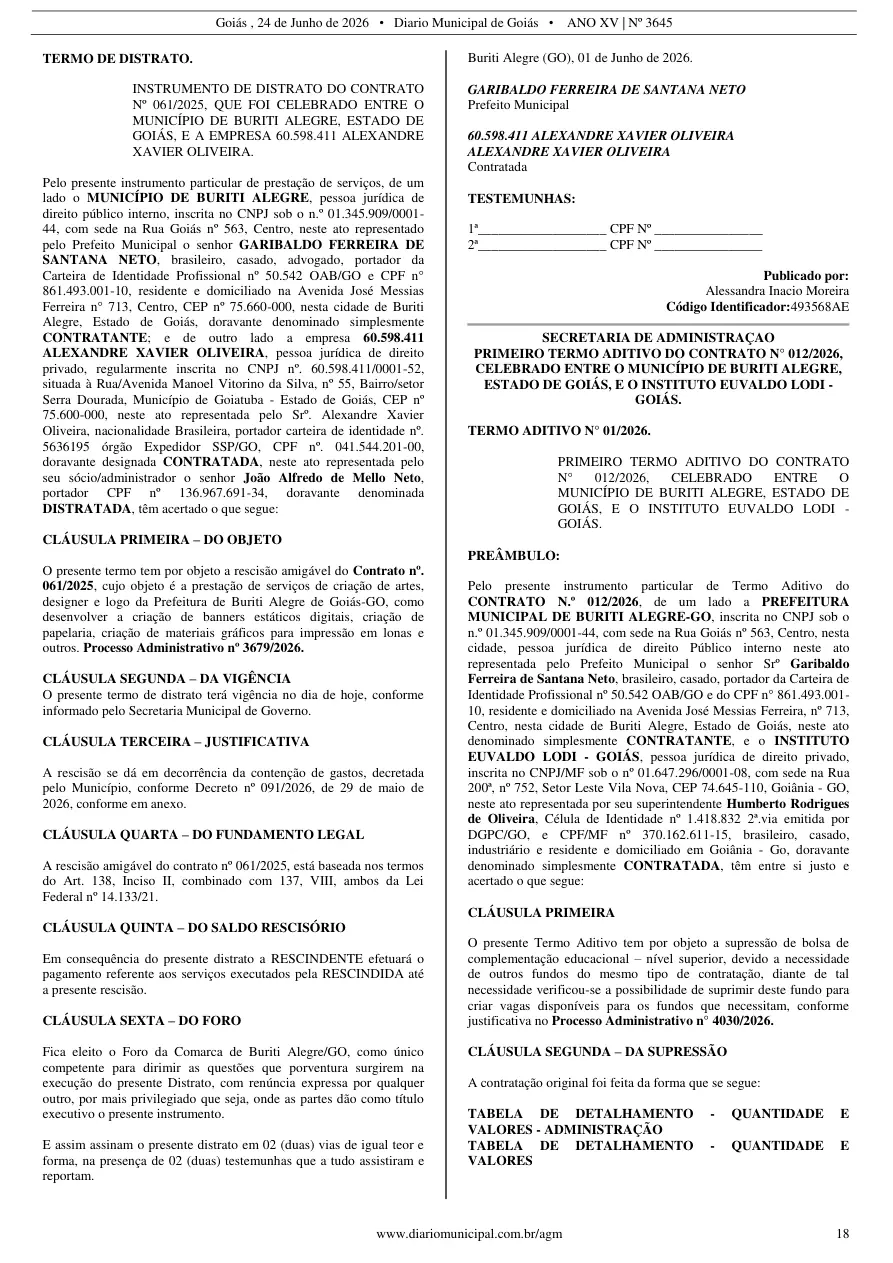 Goiás , 24 de Junho de 2026 • Diario Municipal de Goiás • ANO XV | Nº 3645
TERMO DE DISTRATO.
INSTRUMENTO DE DISTRATO DO CONTRATO
Nº 061/2025, QUE FOI CELEBRADO ENTRE O
MUNICÍPIO DE BURITI ALEGRE, ESTADO DE
GOIÁS, E A EMPRESA 60.598.411 ALEXANDRE
XAVIER OLIVEIRA.
Pelo presente instrumento particular de prestação de serviços, de um
lado o MUNICÍPIO DE BURITI ALEGRE, pessoa jurídica de
direito público interno, inscrita no CNPJ sob o n.º 01.345.909/0001-
44, com sede na Rua Goiás nº 563, Centro, neste ato representado
pelo Prefeito Municipal o senhor GARIBALDO FERREIRA DE
SANTANA NETO, brasileiro, casado, advogado, portador da
Carteira de Identidade Profissional nº 50.542 OAB/GO e CPF n°
861.493.001-10, residente e domiciliado na Avenida José Messias
Ferreira n° 713, Centro, CEP nº 75.660-000, nesta cidade de Buriti
Alegre, Estado de Goiás, doravante denominado simplesmente
CONTRATANTE; e de outro lado a empresa 60.598.411
ALEXANDRE XAVIER OLIVEIRA, pessoa jurídica de direito
privado, regularmente inscrita no CNPJ nº. 60.598.411/0001-52,
situada à Rua/Avenida Manoel Vitorino da Silva, nº 55, Bairro/setor
Serra Dourada, Município de Goiatuba - Estado de Goiás, CEP nº
75.600-000, neste ato representada pelo Srº. Alexandre Xavier
Oliveira, nacionalidade Brasileira, portador carteira de identidade nº.
5636195 órgão Expedidor SSP/GO, CPF nº. 041.544.201-00,
doravante designada CONTRATADA, neste ato representada pelo
seu sócio/administrador o senhor João Alfredo de Mello Neto,
portador CPF nº 136.967.691-34, doravante denominada
DISTRATADA, têm acertado o que segue:
CLÁUSULA PRIMEIRA – DO OBJETO
O presente termo tem por objeto a rescisão amigável do Contrato nº.
061/2025, cujo objeto é a prestação de serviços de criação de artes,
designer e logo da Prefeitura de Buriti Alegre de Goiás-GO, como
desenvolver a criação de banners estáticos digitais, criação de
papelaria, criação de materiais gráficos para impressão em lonas e
outros. Processo Administrativo nº 3679/2026.
CLÁUSULA SEGUNDA – DA VIGÊNCIA
O presente termo de distrato terá vigência no dia de hoje, conforme
informado pelo Secretaria Municipal de Governo.
CLÁUSULA TERCEIRA – JUSTIFICATIVA
A rescisão se dá em decorrência da contenção de gastos, decretada
pelo Município, conforme Decreto nº 091/2026, de 29 de maio de
2026, conforme em anexo.
CLÁUSULA QUARTA – DO FUNDAMENTO LEGAL
A rescisão amigável do contrato nº 061/2025, está baseada nos termos
do Art. 138, Inciso II, combinado com 137, VIII, ambos da Lei
Federal nº 14.133/21.
CLÁUSULA QUINTA – DO SALDO RESCISÓRIO
Em consequência do presente distrato a RESCINDENTE efetuará o
pagamento referente aos serviços executados pela RESCINDIDA até
a presente rescisão.
CLÁUSULA SEXTA – DO FORO
Fica eleito o Foro da Comarca de Buriti Alegre/GO, como único
competente para dirimir as questões que porventura surgirem na
execução do presente Distrato, com renúncia expressa por qualquer
outro, por mais privilegiado que seja, onde as partes dão como título
executivo o presente instrumento.
E assim assinam o presente distrato em 02 (duas) vias de igual teor e
forma, na presença de 02 (duas) testemunhas que a tudo assistiram e
reportam.
Buriti Alegre (GO), 01 de Junho de 2026.
GARIBALDO FERREIRA DE SANTANA NETO
Prefeito Municipal
60.598.411 ALEXANDRE XAVIER OLIVEIRA
ALEXANDRE XAVIER OLIVEIRA
Contratada
TESTEMUNHAS:
1ª___________________ CPF Nº ________________
2ª___________________ CPF Nº ________________
Publicado por:
Alessandra Inacio Moreira
Código Identificador:493568AE
SECRETARIA DE ADMINISTRAÇAO
PRIMEIRO TERMO ADITIVO DO CONTRATO N° 012/2026,
CELEBRADO ENTRE O MUNICÍPIO DE BURITI ALEGRE,
ESTADO DE GOIÁS, E O INSTITUTO EUVALDO LODI -
GOIÁS.
TERMO ADITIVO N° 01/2026.
PRIMEIRO TERMO ADITIVO DO CONTRATO
N° 012/2026, CELEBRADO ENTRE O
MUNICÍPIO DE BURITI ALEGRE, ESTADO DE
GOIÁS, E O INSTITUTO EUVALDO LODI -
GOIÁS.
PREÂMBULO:
Pelo presente instrumento particular de Termo Aditivo do
CONTRATO N.º 012/2026, de um lado a PREFEITURA
MUNICIPAL DE BURITI ALEGRE-GO, inscrita no CNPJ sob o
n.º 01.345.909/0001-44, com sede na Rua Goiás nº 563, Centro, nesta
cidade, pessoa jurídica de direito Público interno neste ato
representada pelo Prefeito Municipal o senhor Srº Garibaldo
Ferreira de Santana Neto, brasileiro, casado, portador da Carteira de
Identidade Profissional nº 50.542 OAB/GO e do CPF n° 861.493.001-
10, residente e domiciliado na Avenida José Messias Ferreira, nº 713,
Centro, nesta cidade de Buriti Alegre, Estado de Goiás, neste ato
denominado simplesmente CONTRATANTE, e o INSTITUTO
EUVALDO LODI - GOIÁS, pessoa jurídica de direito privado,
inscrita no CNPJ/MF sob o nº 01.647.296/0001-08, com sede na Rua
200ª, nº 752, Setor Leste Vila Nova, CEP 74.645-110, Goiânia - GO,
neste ato representada por seu superintendente Humberto Rodrigues
de Oliveira, Célula de Identidade nº 1.418.832 2ª.via emitida por
DGPC/GO, e CPF/MF nº 370.162.611-15, brasileiro, casado,
industriário e residente e domiciliado em Goiânia - Go, doravante
denominado simplesmente CONTRATADA, têm entre si justo e
acertado o que segue:
CLÁUSULA PRIMEIRA
O presente Termo Aditivo tem por objeto a supressão de bolsa de
complementação educacional – nível superior, devido a necessidade
de outros fundos do mesmo tipo de contratação, diante de tal
necessidade verificou-se a possibilidade de suprimir deste fundo para
criar vagas disponíveis para os fundos que necessitam, conforme
justificativa no Processo Administrativo n° 4030/2026.
CLÁUSULA SEGUNDA – DA SUPRESSÃO
A contratação original foi feita da forma que se segue:
TABELA DE DETALHAMENTO - QUANTIDADE E
VALORES - ADMINISTRAÇÃO
TABELA DE DETALHAMENTO - QUANTIDADE E
VALORES
www.diariomunicipal.com.br/agm 18